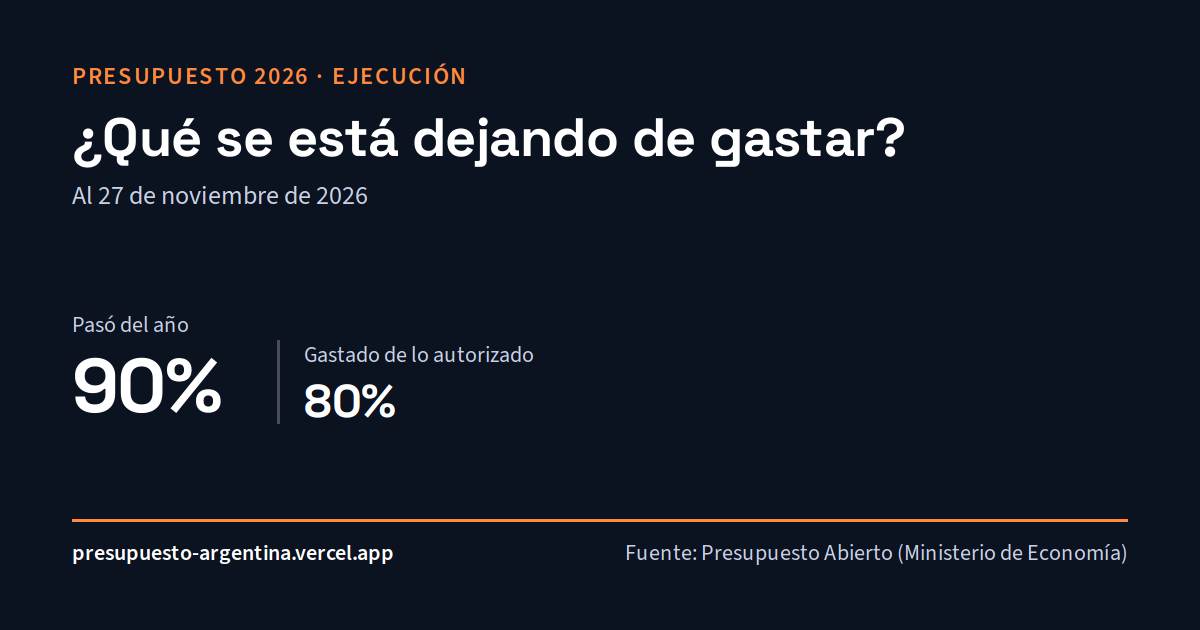 PRESUPUESTO 2026 · EJECUCIÓN
¿Qué se está dejando de gastar?
Al 27 de noviembre de 2026
Pasó del año
90%
Gastado de lo autorizado
80%
presupuesto-argentina.vercel.app
Fuente: Presupuesto Abierto (Ministerio de Economía)